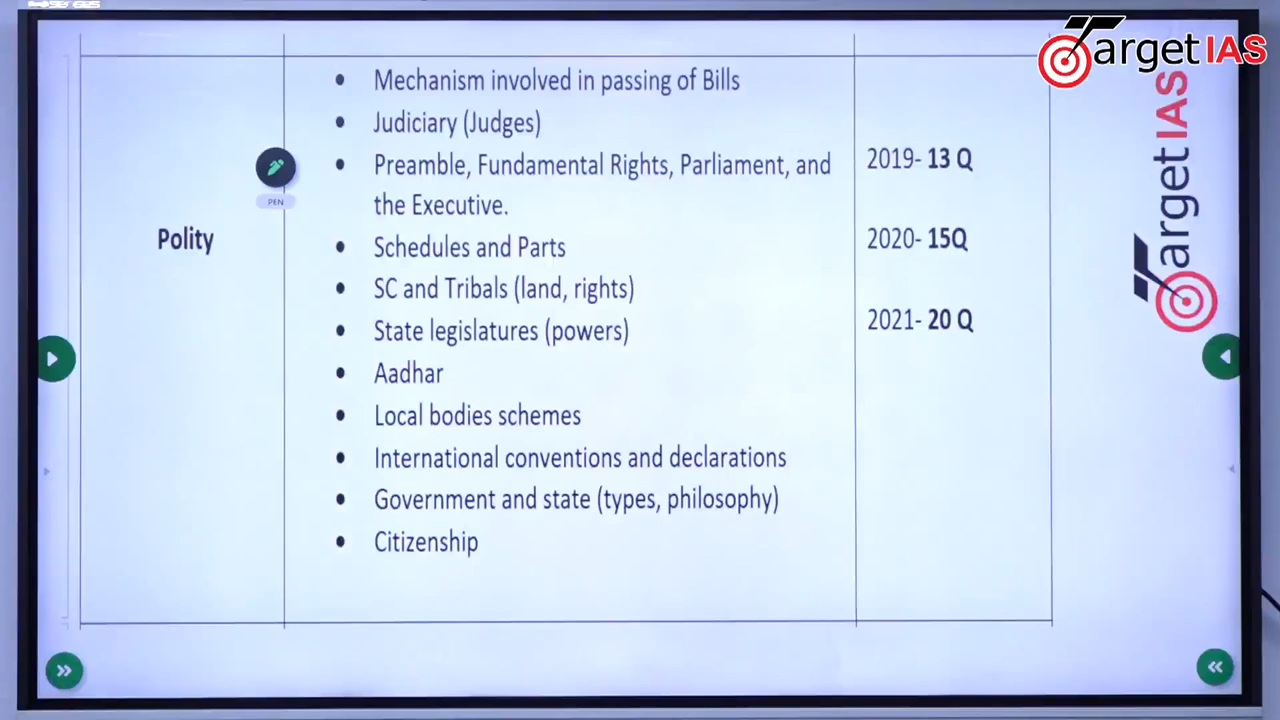 Target IAS
Mechanism involved in passing of Bills
Judiciary (Judges)
Preamble, Fundamental Rights, Parliament, and
the Executive.
PEN
Polity
Schedules and Parts
SC and Tribals (land, rights)
State legislatures (powers)
Aadhar
Local bodies schemes
International conventions and declarations
Government and state (types, philosophy)
Citizenship
2019- 13 Q
2020- 15Q
2021- 20 Q
Target IAS